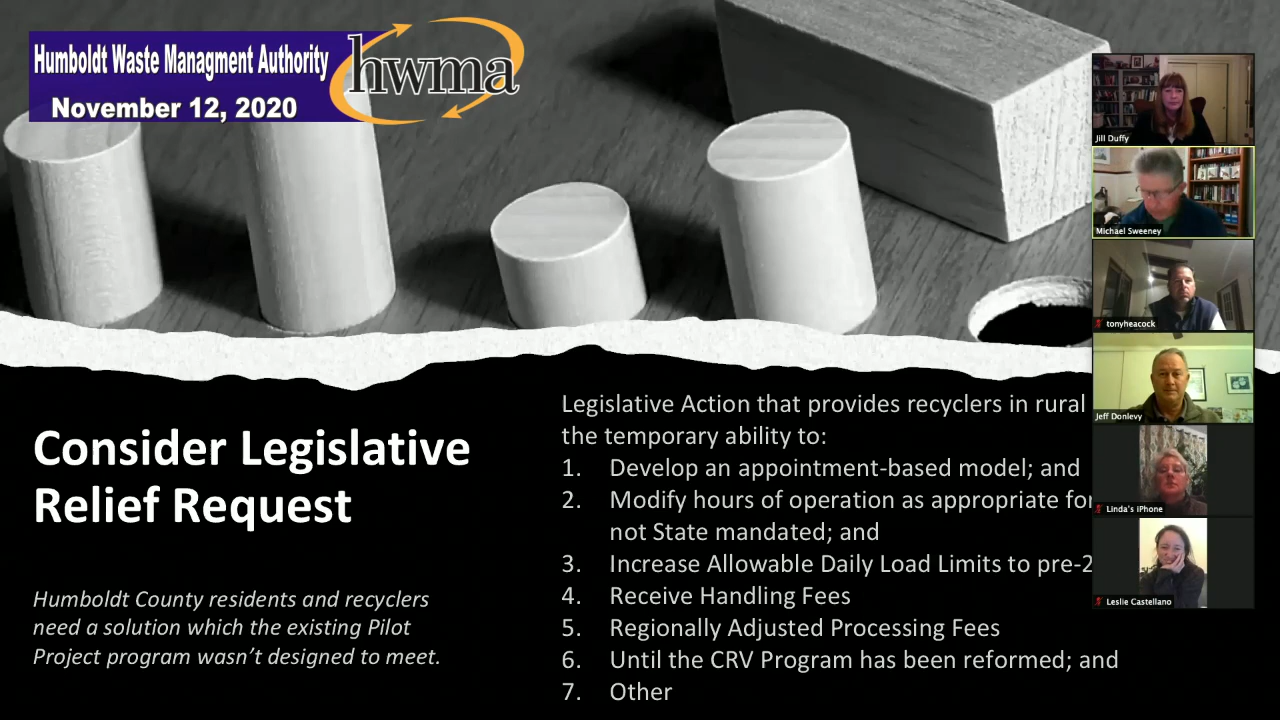 Humboldt Waste Managment Authority
November 12, 2020
hwma
Jill Duffy
Michael Sweeney
tonyheacock
Jeff Donlevy
Linda's iPhone
Leslie Castellano
Consider Legislative
Relief Request
Humboldt County residents and recyclers
need a solution which the existing Pilot
Project program wasn't designed to meet.
Legislative Action that provides recyclers in rural
the temporary ability to:
1. Develop an appointment-based model; and
2. Modify hours of operation as appropriate for
not State mandated; and
3. Increase Allowable Daily Load Limits to pre-2
4. Receive Handling Fees
5. Regionally Adjusted Processing Fees
6. Until the CRV Program has been reformed; and
7. Other